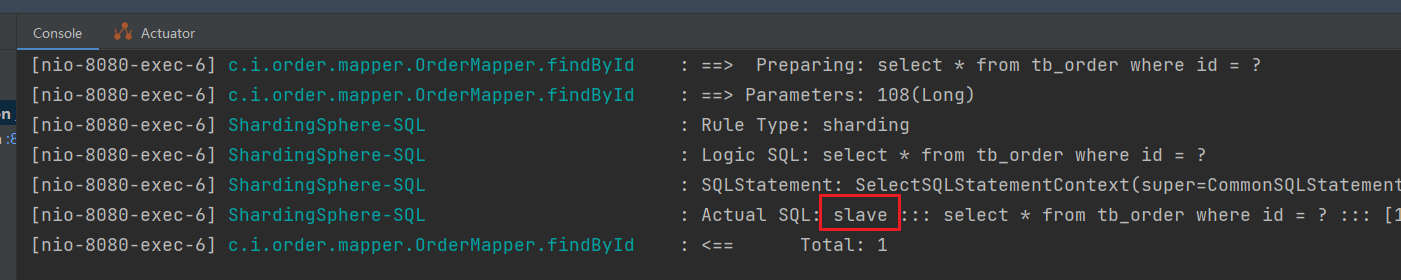 Console Actuator
[nio-8080-exec-6] c.i.order.mapper.OrderMapper.findById : ==>  Preparing: select * from tb_order where id = ?
[nio-8080-exec-6] c.i.order.mapper.OrderMapper.findById : ==> Parameters: 108(Long)
on
:8
[nio-8080-exec-6] ShardingSphere-SQL : Rule Type: sharding
[nio-8080-exec-6] ShardingSphere-SQL : Logic SQL: select * from tb_order where id = ?
[nio-8080-exec-6] ShardingSphere-SQL : SQLStatement: SelectSQLStatementContext(super=CommonSQLStatement
[nio-8080-exec-6] ShardingSphere-SQL : Actual SQL: slave ::: select * from tb_order where id = ? ::: [1
[nio-8080-exec-6] c.i.order.mapper.OrderMapper.findById : <==      Total: 1